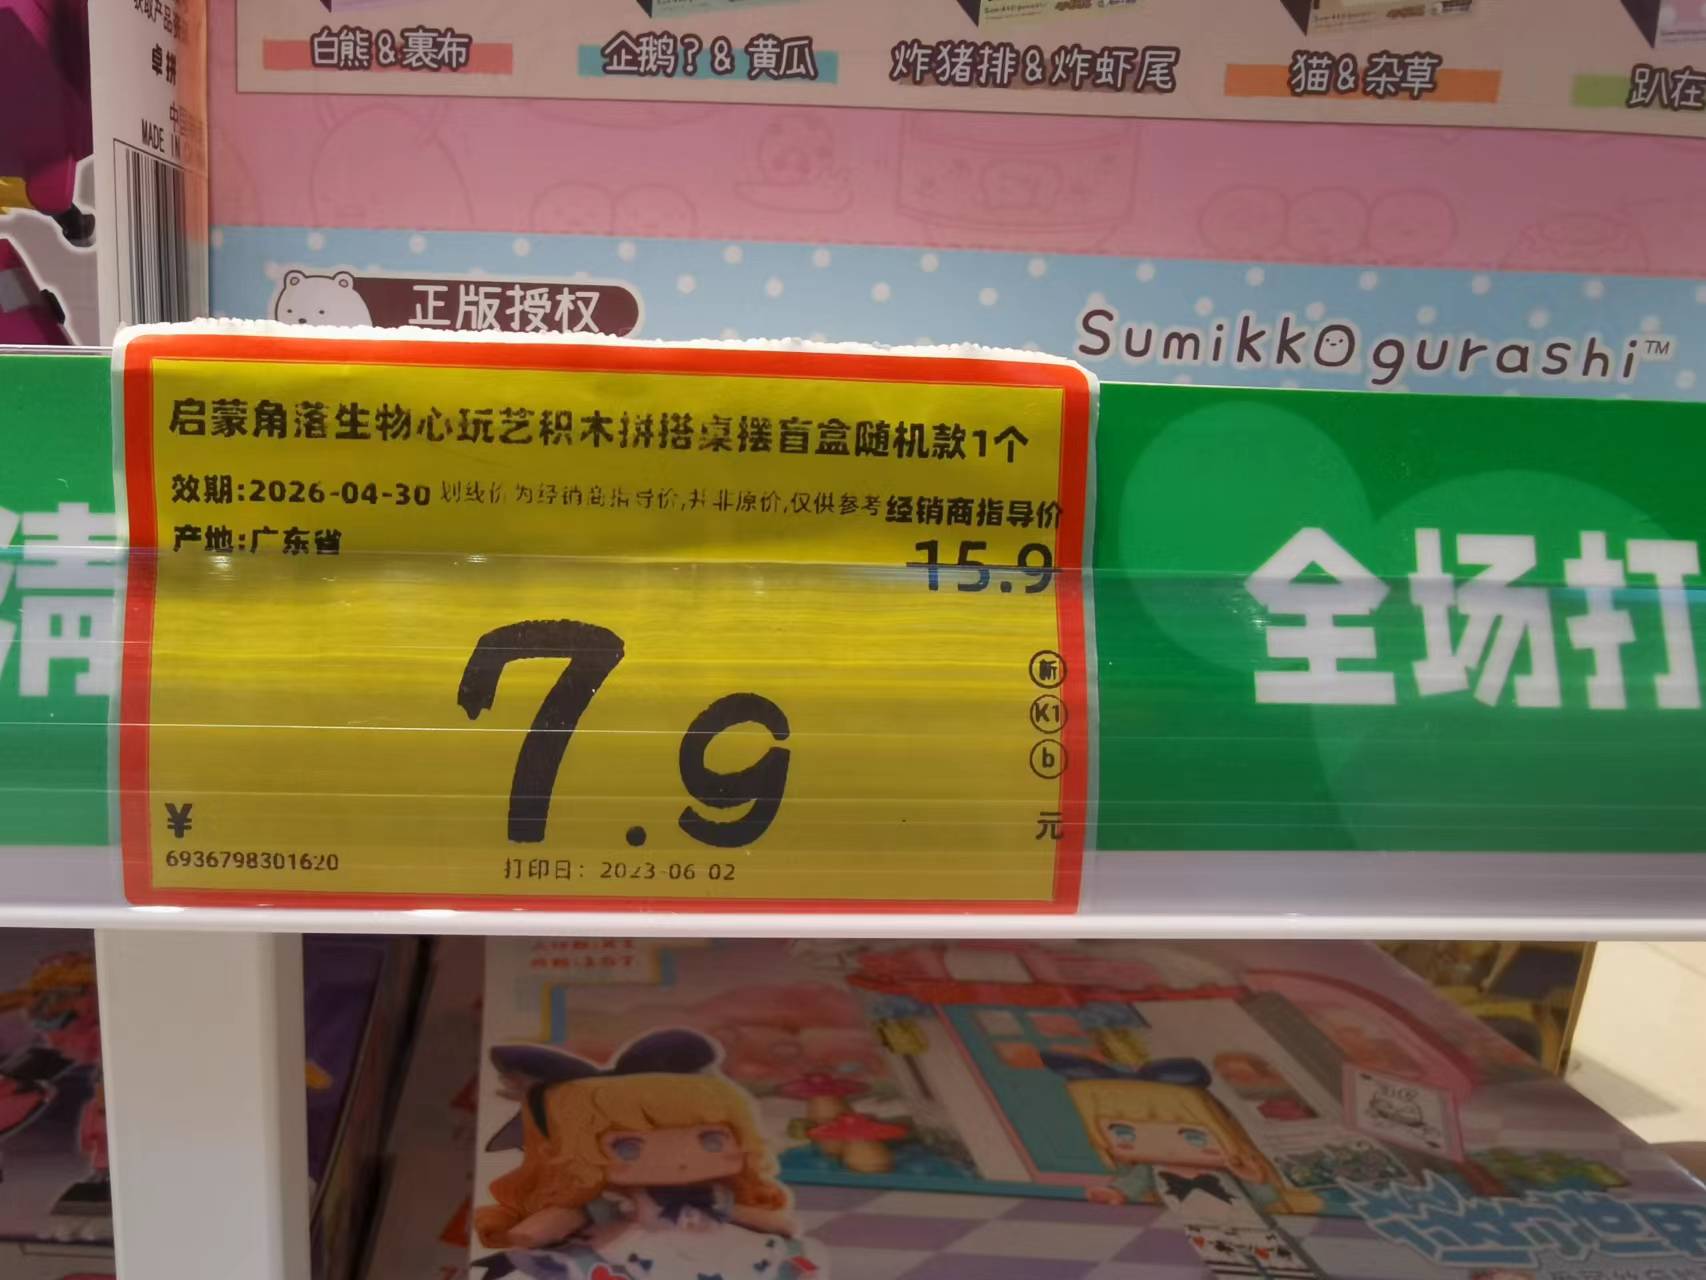 卓拼
MADE IN
白熊&裹布
企鹅?&黄瓜
炸猪排&炸虾尾
猫&杂草
趴在
正版授权
Sumikkogurashi™
启蒙角落生物心玩艺积木拼搭桌摆盲盒随机款1个
效期:2026-04-30 划线价为经销商指导价,并非原价,仅供参考 经销商指导价
产地:广东省
15.9
7.9
新
K1
b
¥
元
6936798301620
打印日: 2023-06-02
清
全场打